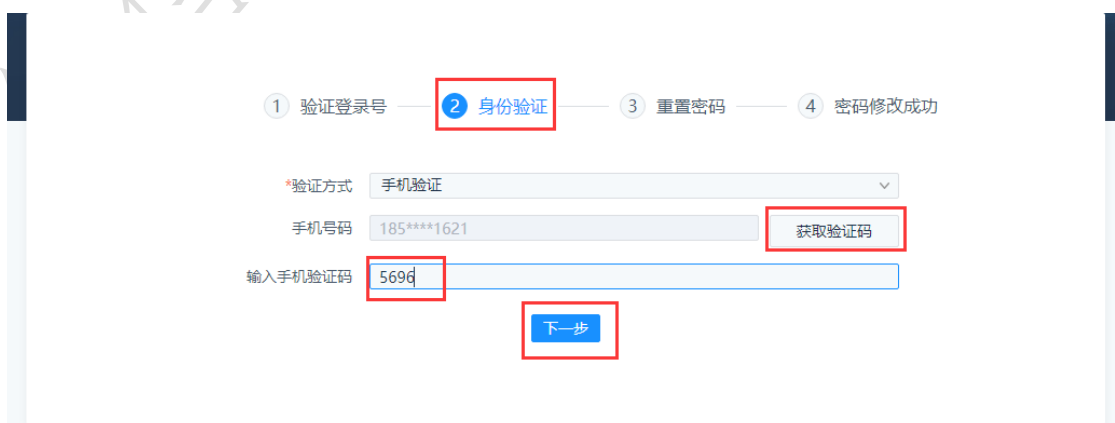 1 验证登录号 2 身份验证 3 重置密码 4 密码修改成功
*验证方式 手机验证
手机号码 185****1621 获取验证码
输入手机验证码 5696
下一步